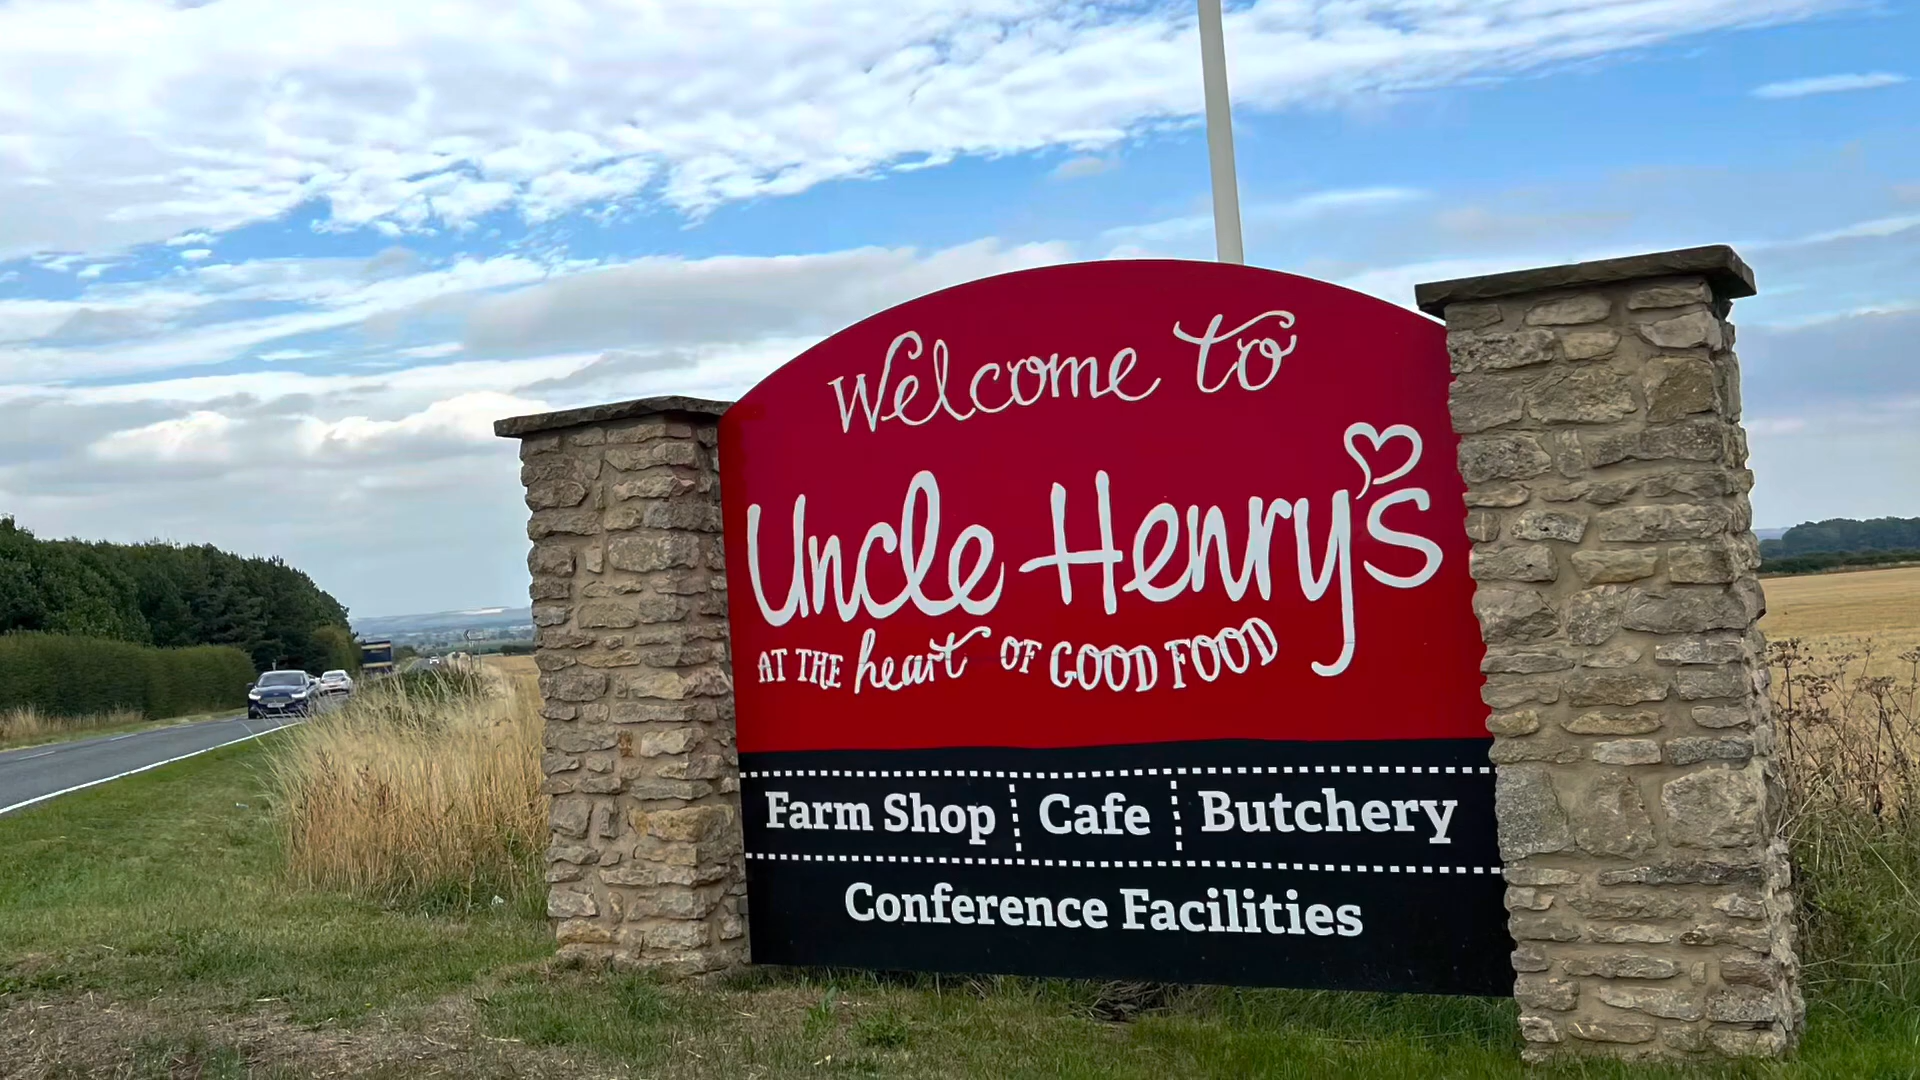 Welcome to
Uncle Henry's
AT THE heart OF GOOD FOOD
Farm Shop Cafe Butchery
Conference Facilities